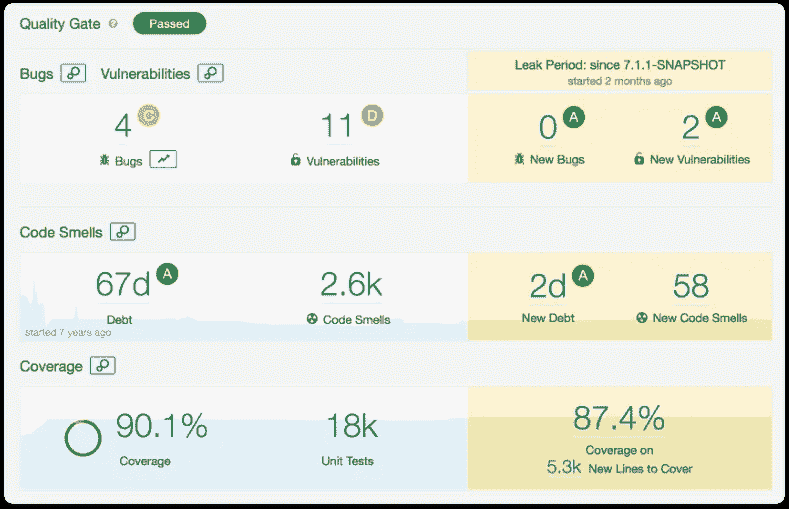 Quality Gate Passed
Leak Period: since 7.1.1-SNAPSHOT
started 2 months ago
Bugs Vulnerabilities
4 11 D 0 A 2 A
Bugs Vulnerabilities New Bugs New Vulnerabilities
Code Smells
67d A 2.6k 2d A 58
Debt Code Smells New Debt New Code Smells
started 7 years ago
Coverage
90.1% 18k 87.4%
Coverage Unit Tests Coverage on
5.3k New Lines to Cover